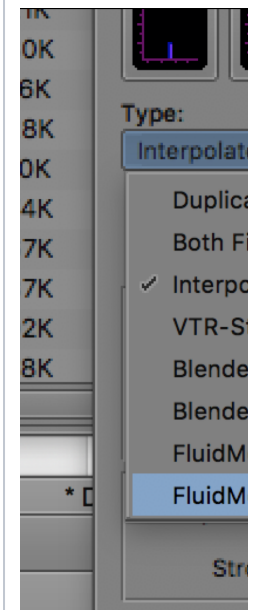 0K
6K
8K
Type:
0K
Interpolate
4K
Duplica
7K
Both Fi
7K
Interpo
2K
VTR-St
8K
Blende
Blende
FluidM
* D
FluidM
Stro